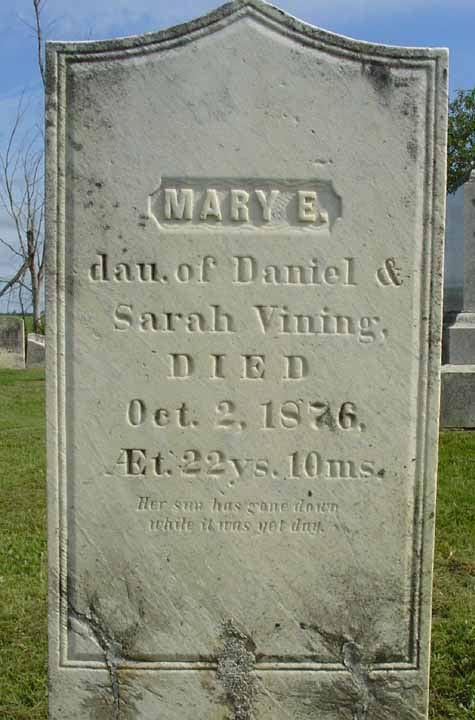 MARY E.
dau. of Daniel &
Sarah Vining,
DIED
Oct. 2, 1876,
Æt. 22 ys. 10 ms.
Her sun has gone down
while it was yet day.